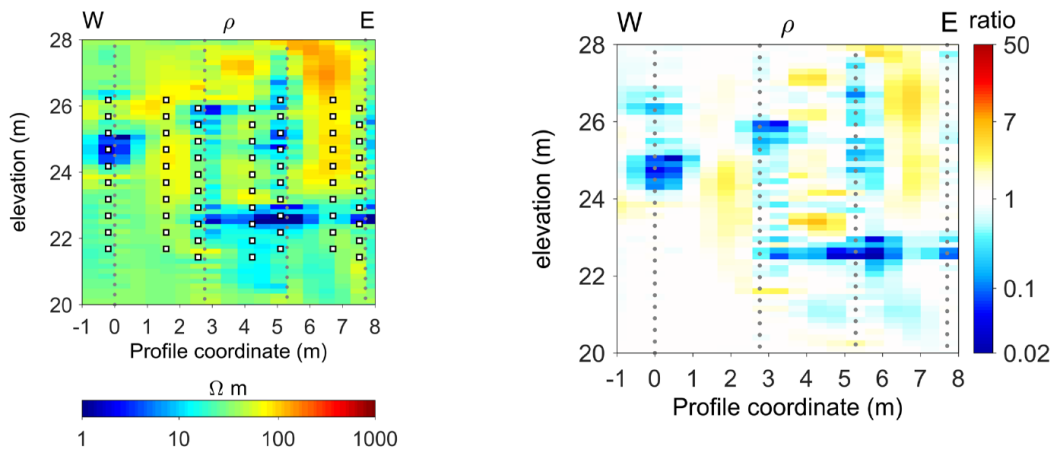 W ρ E
28
26
24
22
20
elevation (m)
-1 0 1 2 3 4 5 6 7 8
Profile coordinate (m)
Ω m
1 10 100 1000
W ρ E ratio
28
26
24
22
20
elevation (m)
-1 0 1 2 3 4 5 6 7 8
Profile coordinate (m)
50
7
1
0.1
0.02